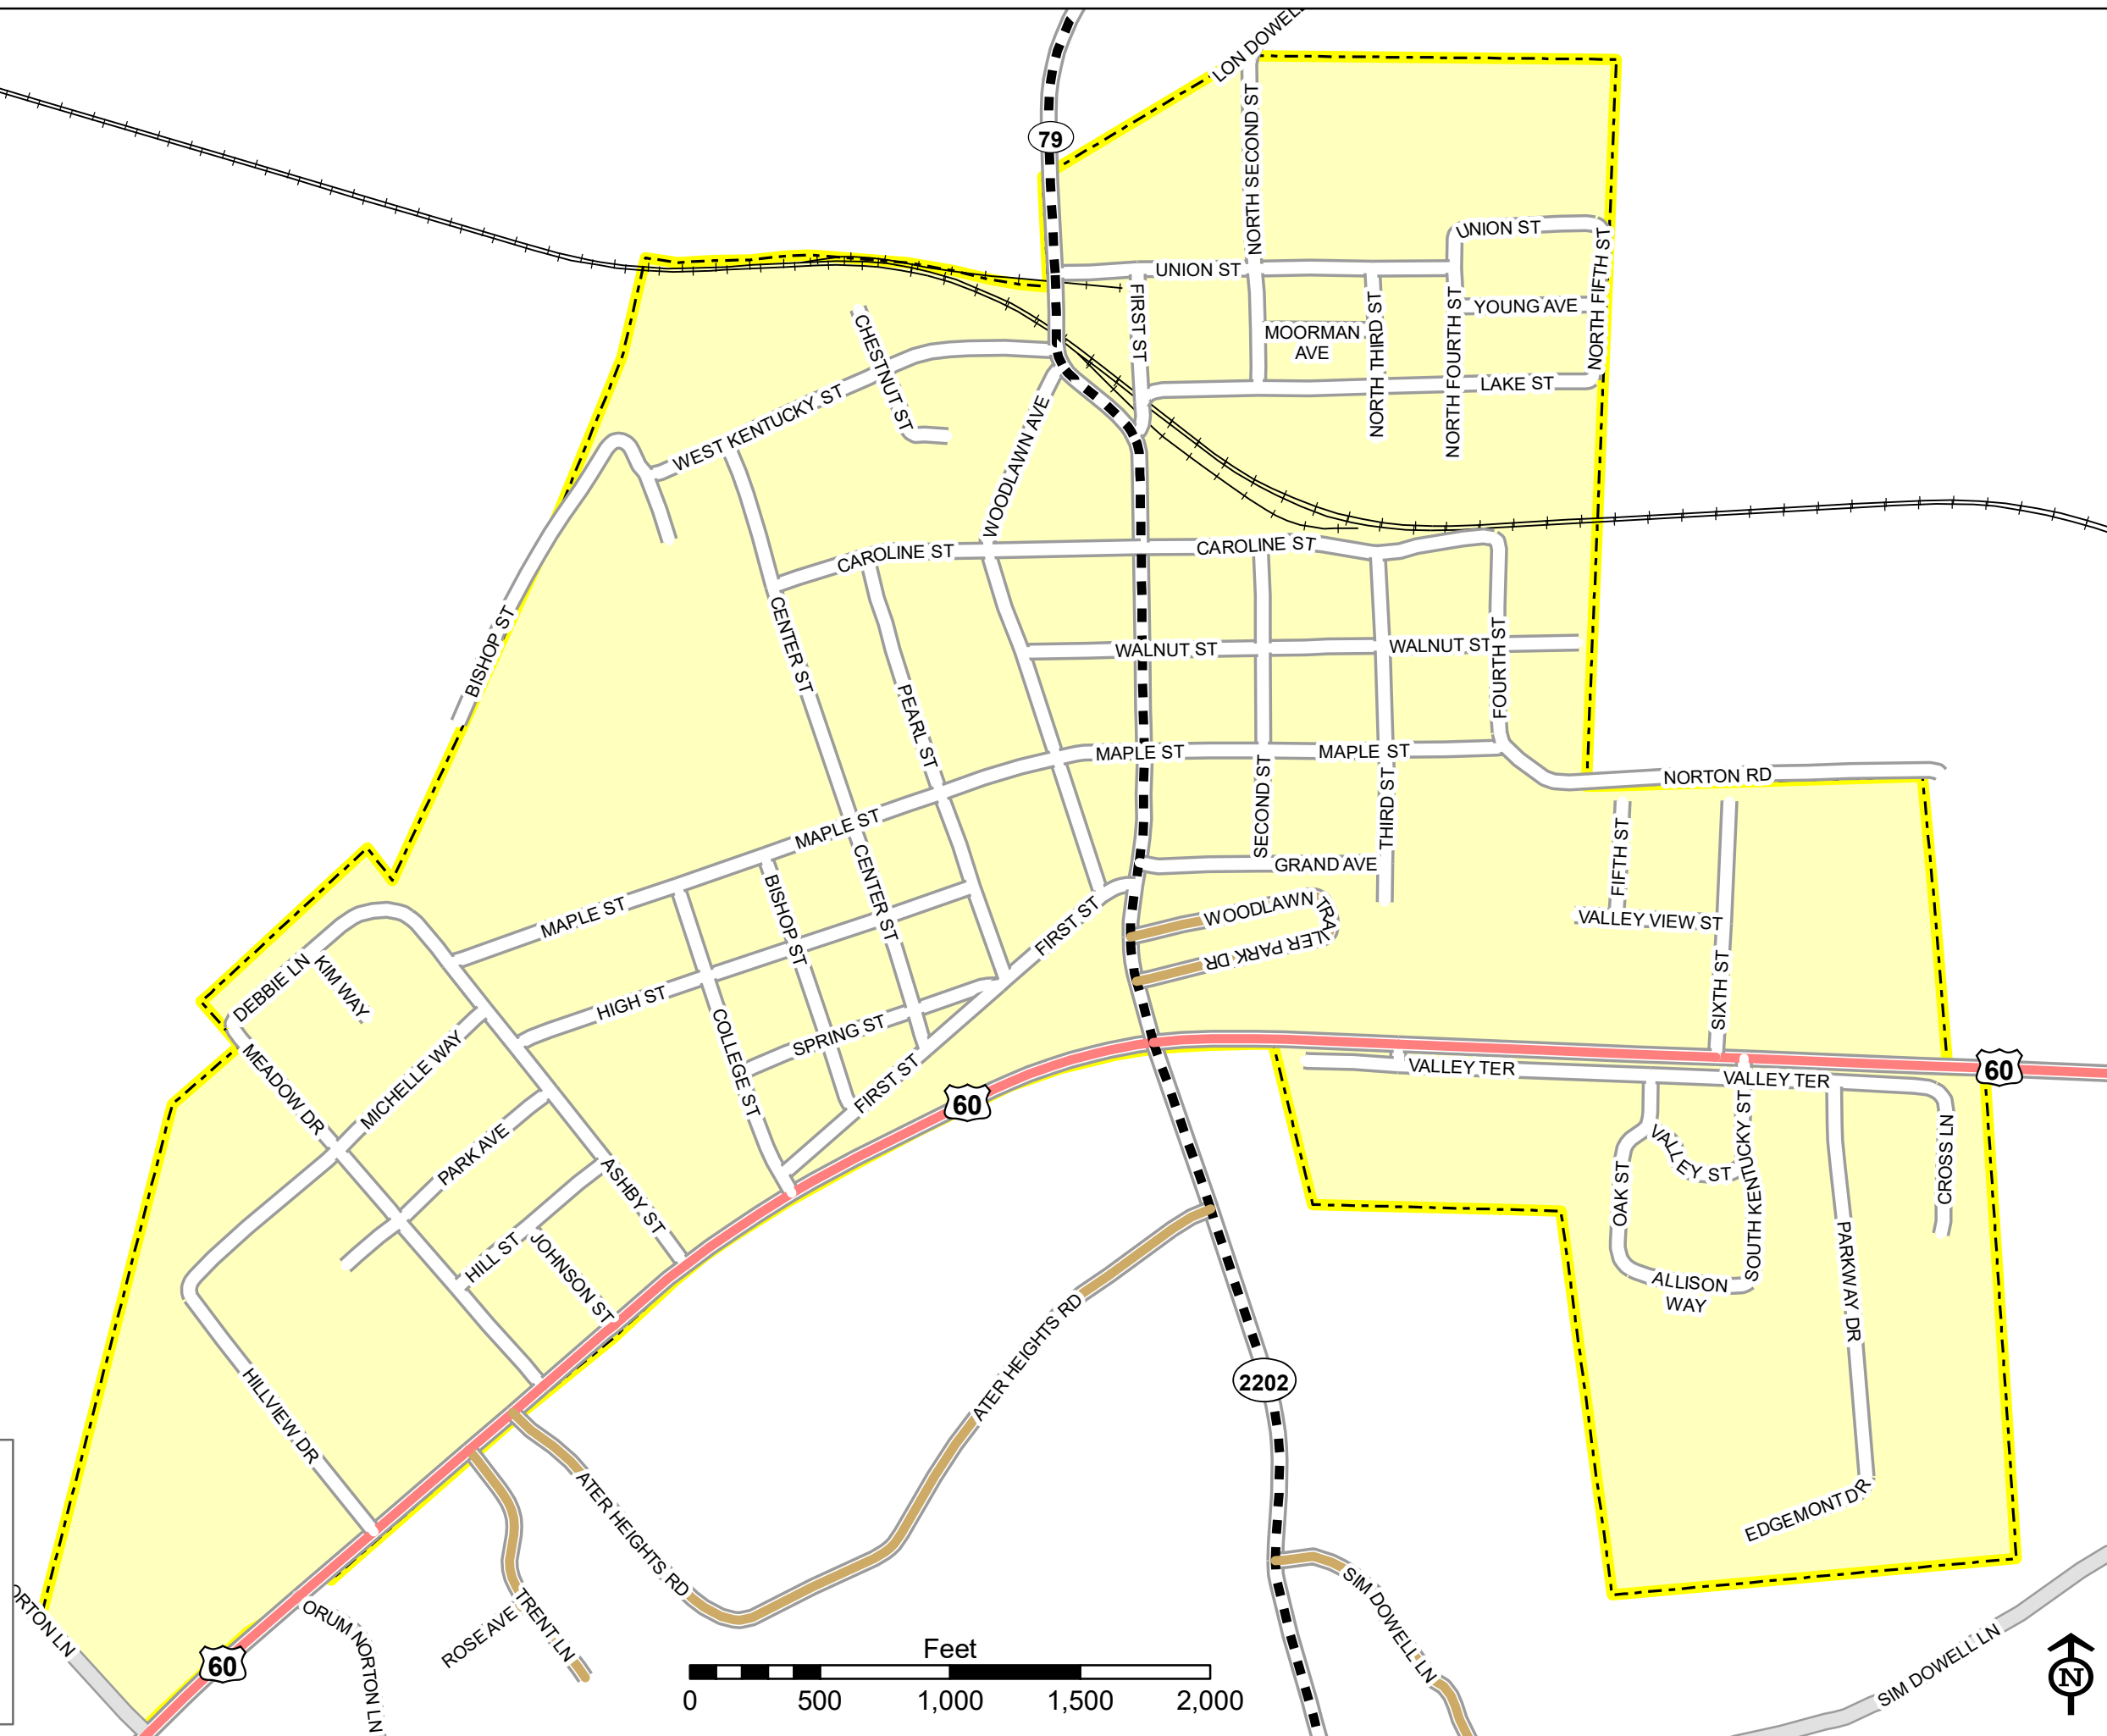 LON DOWELL
79
NORTH SECOND ST
UNION ST
UNION ST
NORTH FIFTH ST
FIRST ST
MOORMAN
AVE
NORTH THIRD ST
NORTH FOURTH ST
YOUNG AVE
LAKE ST
CHESTNUT ST
WEST KENTUCKY ST
WOODLAWN AVE
CAROLINE ST
CAROLINE ST
BISHOP ST
CENTER ST
PEARL ST
WALNUT ST
WALNUT ST
FOURTH ST
MAPLE ST
MAPLE ST
NORTON RD
SECOND ST
THIRD ST
GRAND AVE
FIFTH ST
VALLEY VIEW ST
SIXTH ST
MAPLE ST
MAPLE ST
CENTER ST
BISHOP ST
FIRST ST
WOODLAWN TRAILER PARK DR
DEBBIE LN
KIM WAY
HIGH ST
SPRING ST
COLLEGE ST
FIRST ST
MEADOW DR
MICHELLE WAY
PARK AVE
ASHBY ST
HILL ST
JOHNSON ST
HILLVIEW DR
60
60
VALLEY TER
VALLEY TER
VALLEY ST
OAK ST
SOUTH KENTUCKY ST
ALLISON
WAY
CROSS LN
PARKWAY DR
EDGEMONT DR
ATER HEIGHTS RD
2202
ATER HEIGHTS RD
TRENT LN
ROSE AVE
ORUM NORTON LN
ORTON LN
60
SIM DOWELL LN
SIM DOWELL LN
Feet
0 500 1,000 1,500 2,000
N